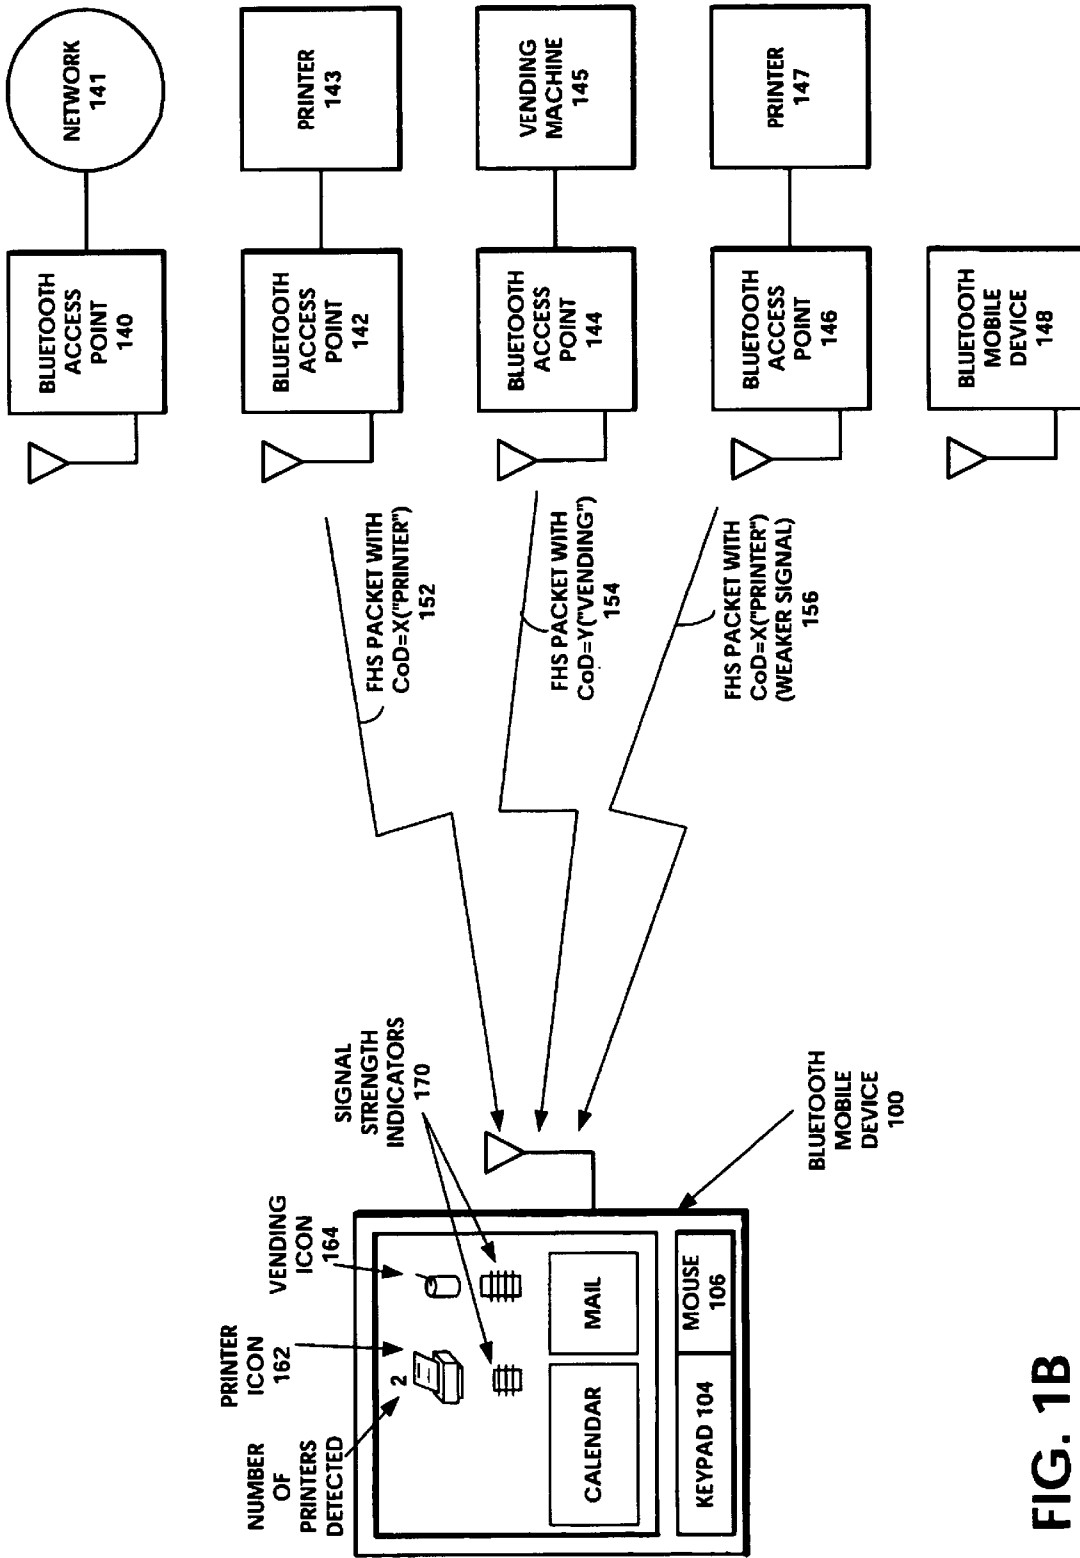 NUMBER
OF
PRINTERS
DETECTED
PRINTER
ICON
162
VENDING
ICON
164
SIGNAL
STRENGTH
INDICATORS
170
2
CALENDAR
MAIL
KEYPAD 104
MOUSE
106
BLUETOOTH
MOBILE
DEVICE
100
FHS PACKET WITH
CoD=X("PRINTER")
152
FHS PACKET WITH
CoD=Y("VENDING")
154
FHS PACKET WITH
CoD=X("PRINTER")
(WEAKER SIGNAL)
156
BLUETOOTH
ACCESS
POINT
140
NETWORK
141
BLUETOOTH
ACCESS
POINT
142
PRINTER
143
BLUETOOTH
ACCESS
POINT
144
VENDING
MACHINE
145
BLUETOOTH
ACCESS
POINT
146
PRINTER
147
BLUETOOTH
MOBILE
DEVICE
148
FIG. 1B